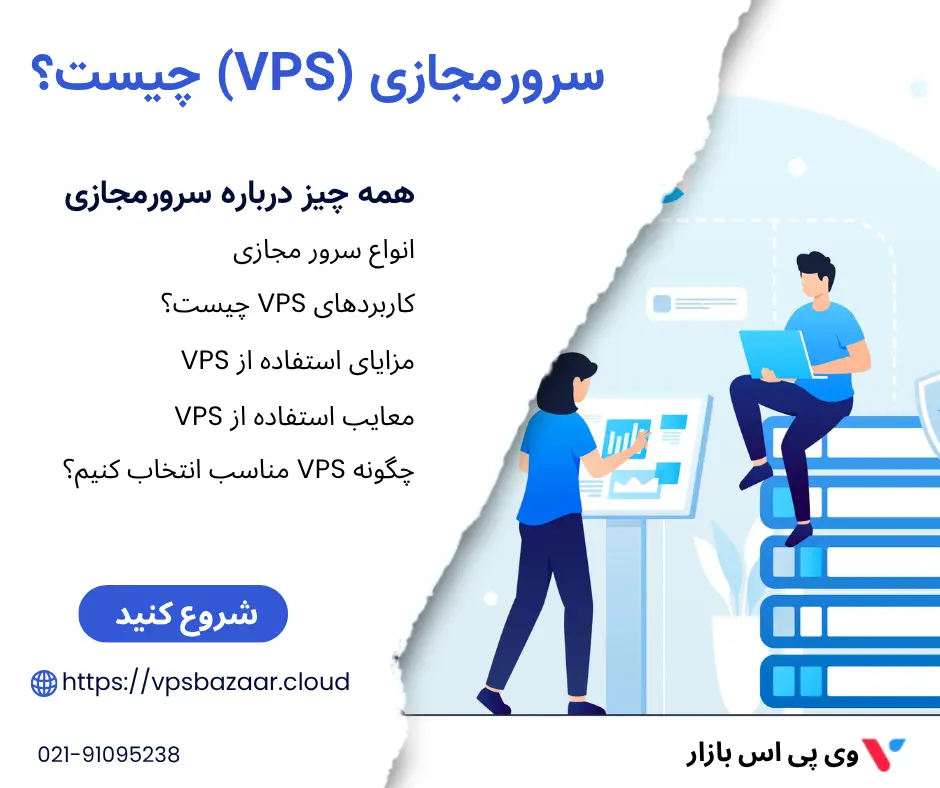 سرورمجازی (VPS) چیست؟
همه چیز درباره سرورمجازی
انواع سرور مجازی
کاربردهای VPS چیست؟
مزایای استفاده از VPS
معایب استفاده از VPS
چگونه VPS مناسب انتخاب کنیم؟
شروع کنید
https://vpsbazaar.cloud
021-91095238
وی پی اس بازار